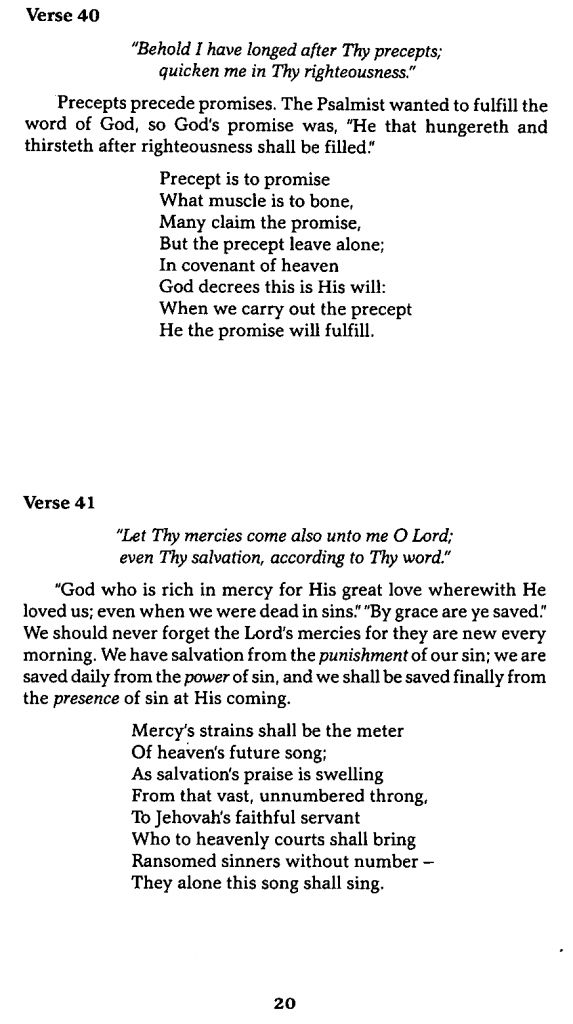 Verse 40
"Behold I have longed after Thy precepts;
quicken me in Thy righteousness."
Precepts precede promises. The Psalmist wanted to fulfill the
word of God, so God's promise was, "He that hungereth and
thirsteth after righteousness shall be filled."
Precept is to promise
What muscle is to bone,
Many claim the promise,
But the precept leave alone;
In covenant of heaven
God decrees this is His will:
When we carry out the precept
He the promise will fulfill.
Verse 41
"Let Thy mercies come also unto me O Lord;
even Thy salvation, according to Thy word."
"God who is rich in mercy for His great love wherewith He
loved us; even when we were dead in sins." "By grace are ye saved."
We should never forget the Lord's mercies for they are new every
morning. We have salvation from the punishment of our sin; we are
saved daily from the power of sin, and we shall be saved finally from
the presence of sin at His coming.
Mercy's strains shall be the meter
Of heaven's future song;
As salvation's praise is swelling
From that vast, unnumbered throng,
To Jehovah's faithful servant
Who to heavenly courts shall bring
Ransomed sinners without number –
They alone this song shall sing.
20